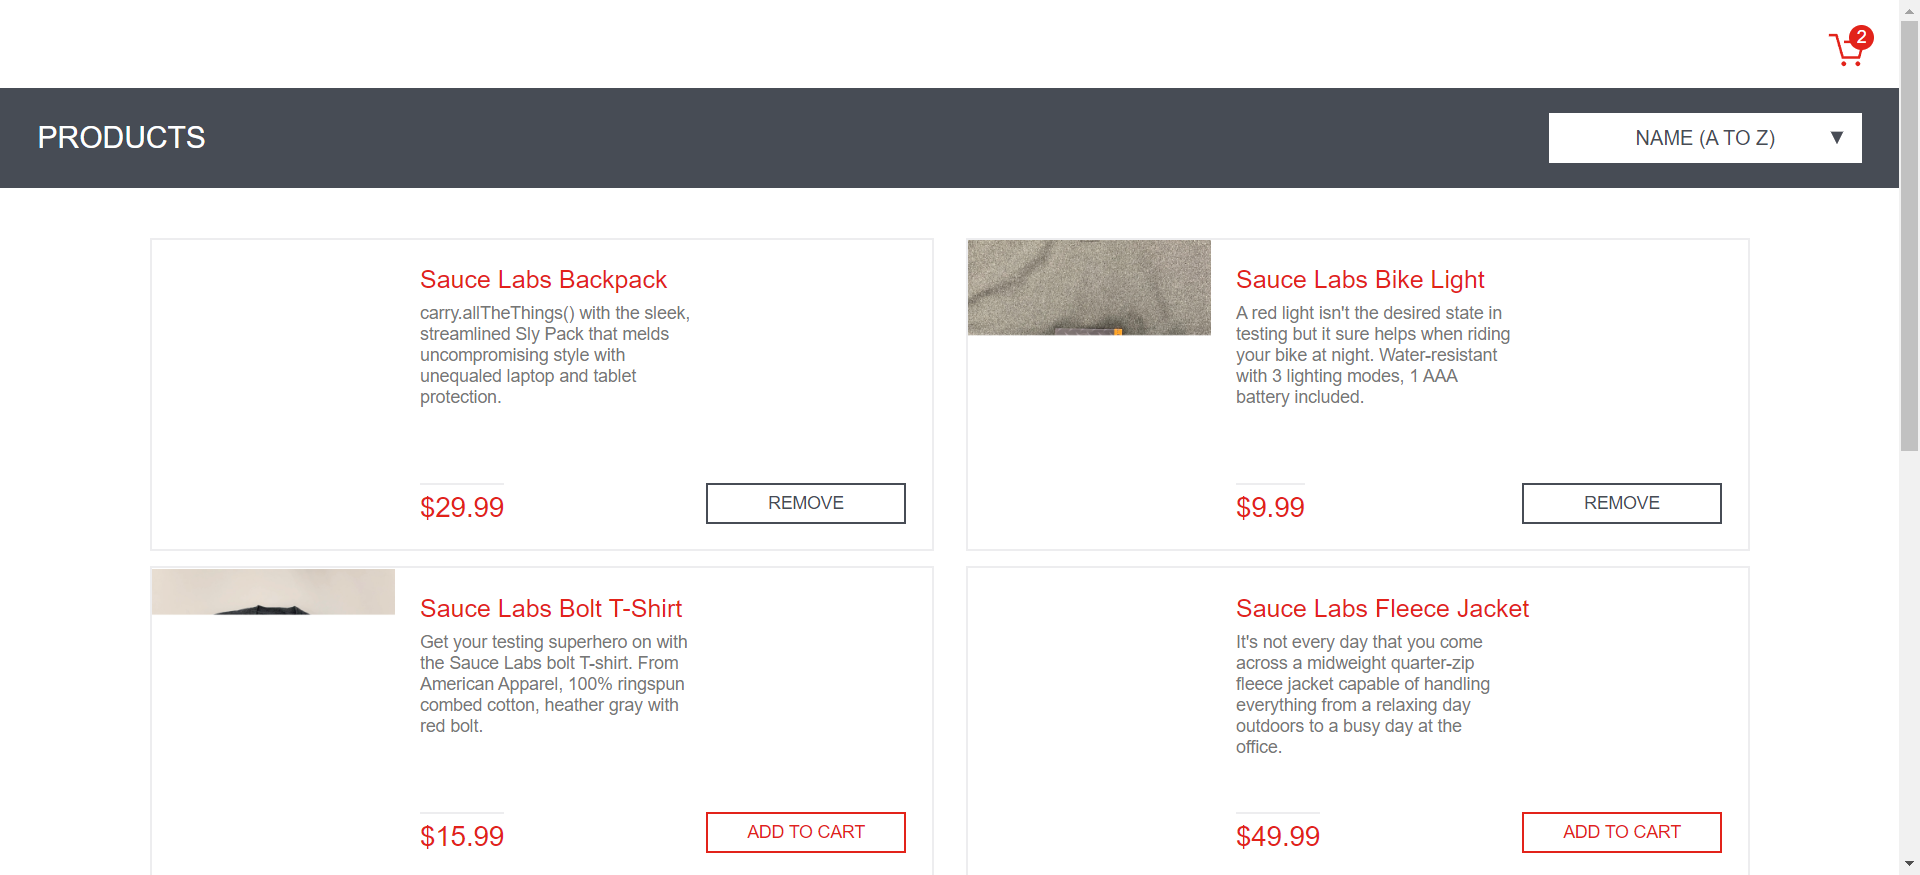 2
PRODUCTS
NAME (A TO Z)
Sauce Labs Backpack
carry.allTheThings() with the sleek,
streamlined Sly Pack that melds
uncompromising style with
unequaled laptop and tablet
protection.
$29.99
REMOVE
Sauce Labs Bike Light
A red light isn't the desired state in
testing but it sure helps when riding
your bike at night. Water-resistant
with 3 lighting modes, 1 AAA
battery included.
$9.99
REMOVE
Sauce Labs Bolt T-Shirt
Get your testing superhero on with
the Sauce Labs bolt T-shirt. From
American Apparel, 100% ringspun
combed cotton, heather gray with
red bolt.
$15.99
ADD TO CART
Sauce Labs Fleece Jacket
It's not every day that you come
across a midweight quarter-zip
fleece jacket capable of handling
everything from a relaxing day
outdoors to a busy day at the
office.
$49.99
ADD TO CART